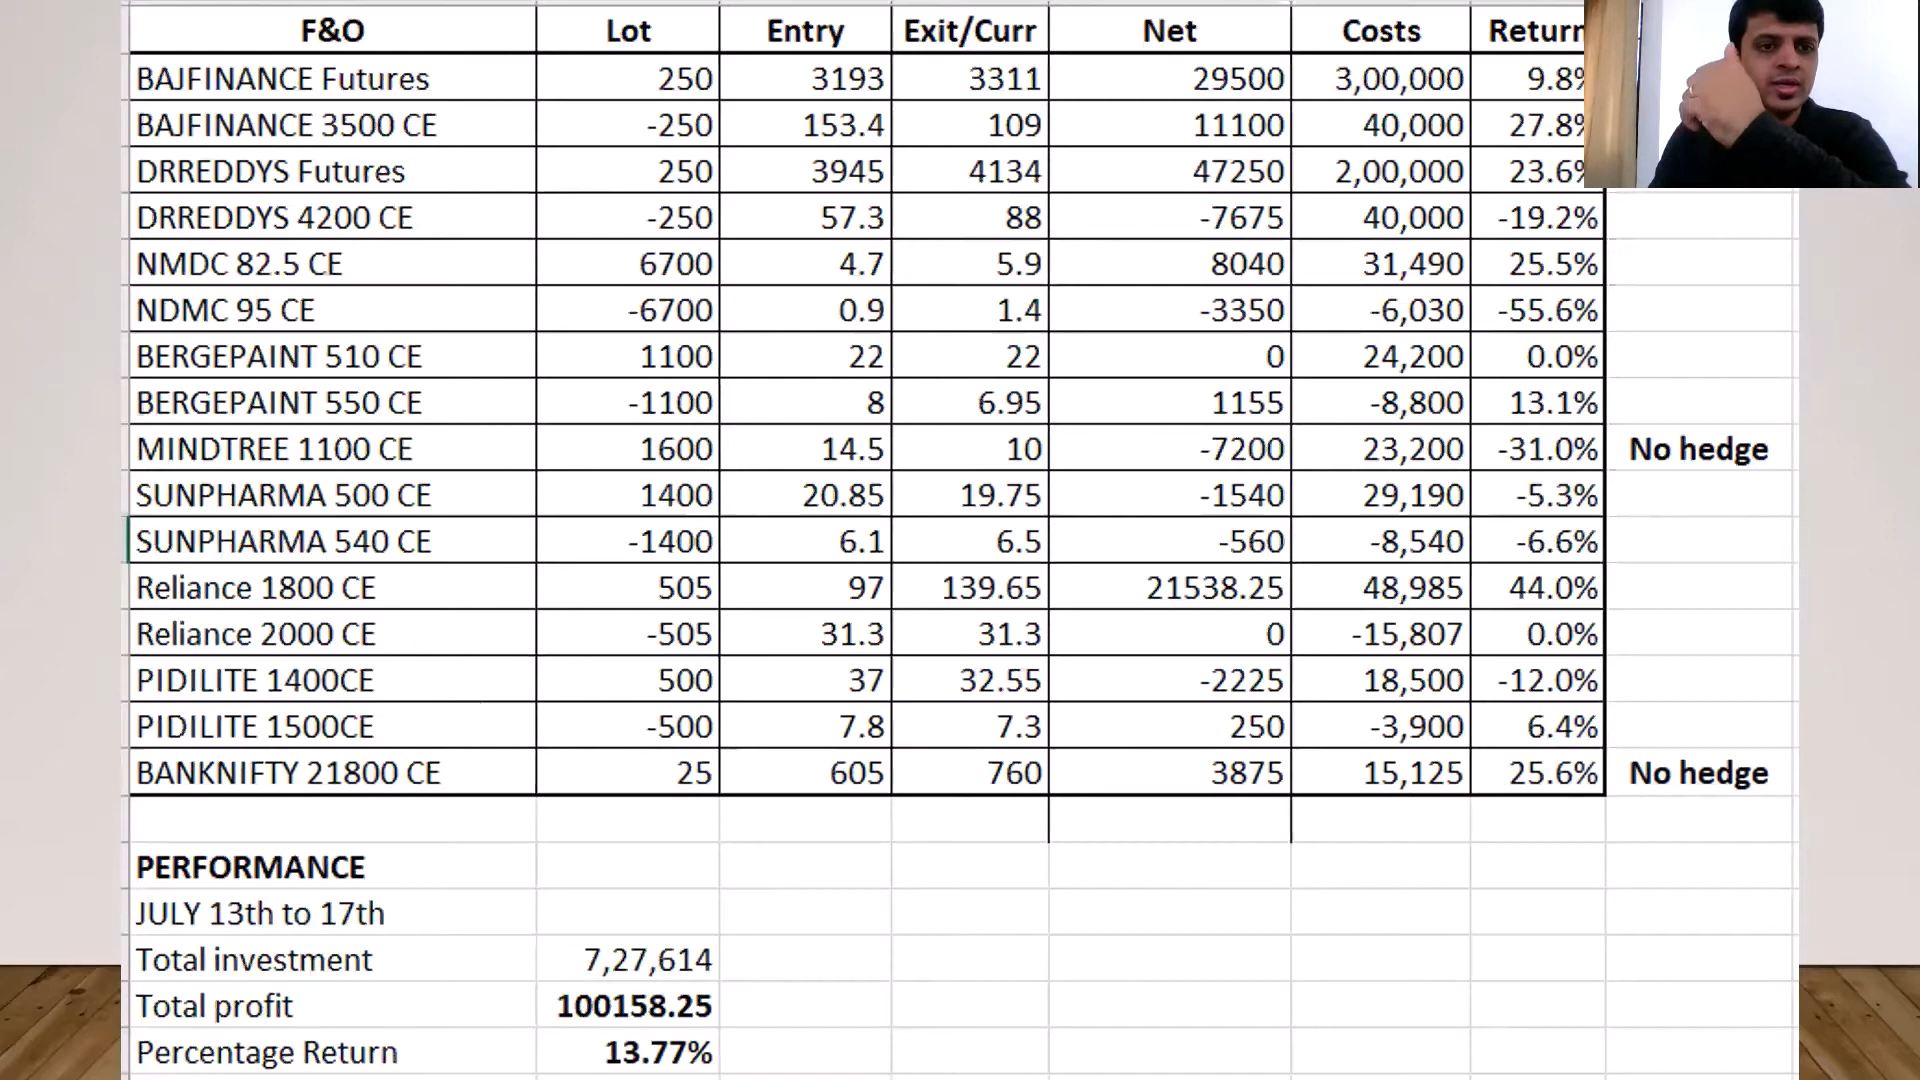 F&O Lot Entry Exit/Curr Net Costs Return
BAJFINANCE Futures 250 3193 3311 29500 3,00,000 9.8%
BAJFINANCE 3500 CE -250 153.4 109 11100 40,000 27.8%
DRREDDYS Futures 250 3945 4134 47250 2,00,000 23.6%
DRREDDYS 4200 CE -250 57.3 88 -7675 40,000 -19.2%
NMDC 82.5 CE 6700 4.7 5.9 8040 31,490 25.5%
NDMC 95 CE -6700 0.9 1.4 -3350 -6,030 -55.6%
BERGEPAINT 510 CE 1100 22 22 0 24,200 0.0%
BERGEPAINT 550 CE -1100 8 6.95 1155 -8,800 13.1%
MINDTREE 1100 CE 1600 14.5 10 -7200 23,200 -31.0% No hedge
SUNPHARMA 500 CE 1400 20.85 19.75 -1540 29,190 -5.3%
SUNPHARMA 540 CE -1400 6.1 6.5 -560 -8,540 -6.6%
Reliance 1800 CE 505 97 139.65 21538.25 48,985 44.0%
Reliance 2000 CE -505 31.3 31.3 0 -15,807 0.0%
PIDILITE 1400CE 500 37 32.55 -2225 18,500 -12.0%
PIDILITE 1500CE -500 7.8 7.3 250 -3,900 6.4%
BANKNIFTY 21800 CE 25 605 760 3875 15,125 25.6% No hedge
PERFORMANCE
JULY 13th to 17th
Total investment 7,27,614
Total profit 100158.25
Percentage Return 13.77%